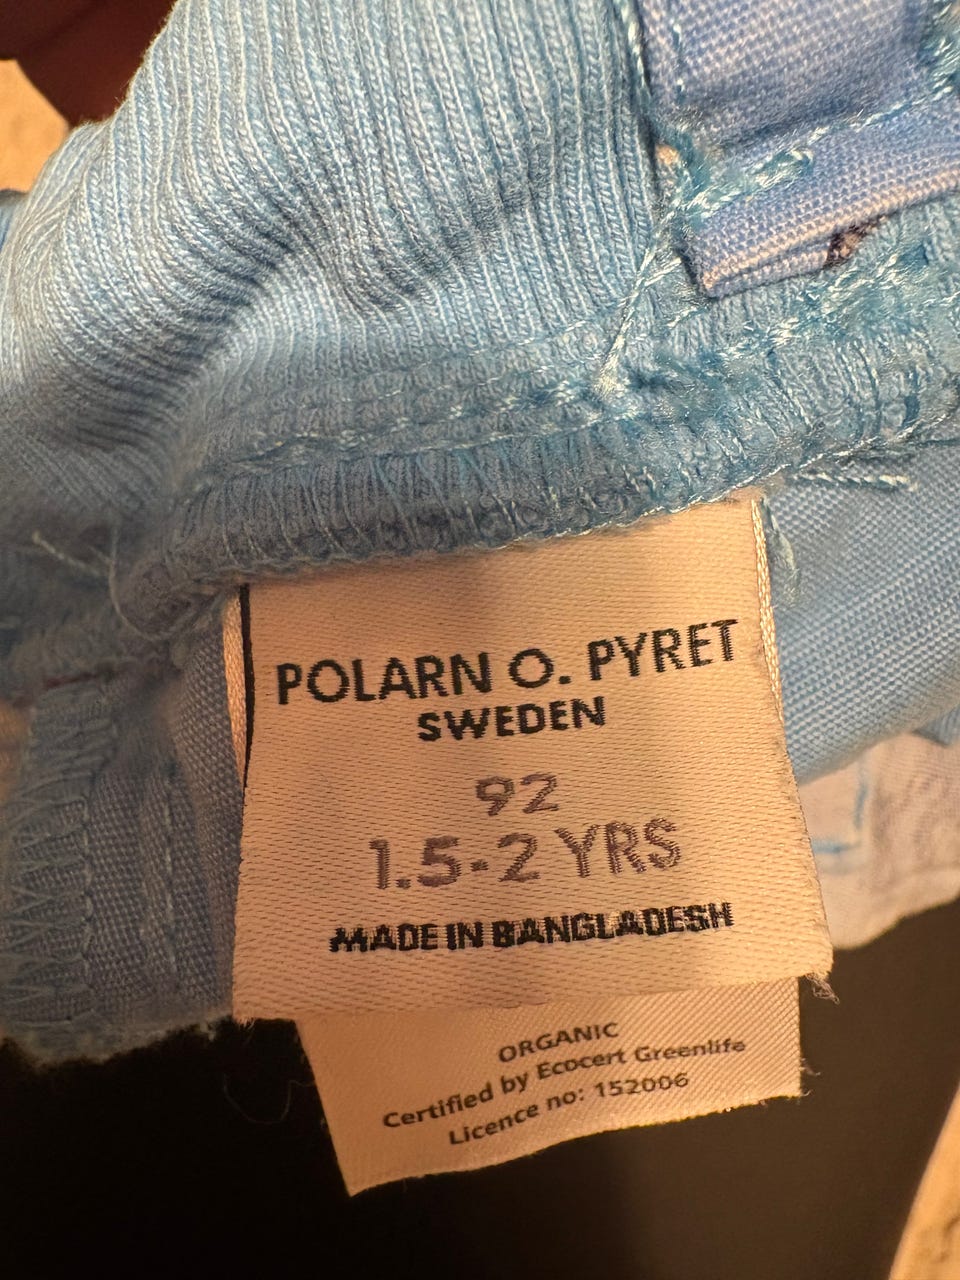 POLARN O. PYRET
SWEDEN
92
1.5-2 YRS
MADE IN BANGLADESH
ORGANIC
Certified by Ecocert Greenlife
Licence no: 152006